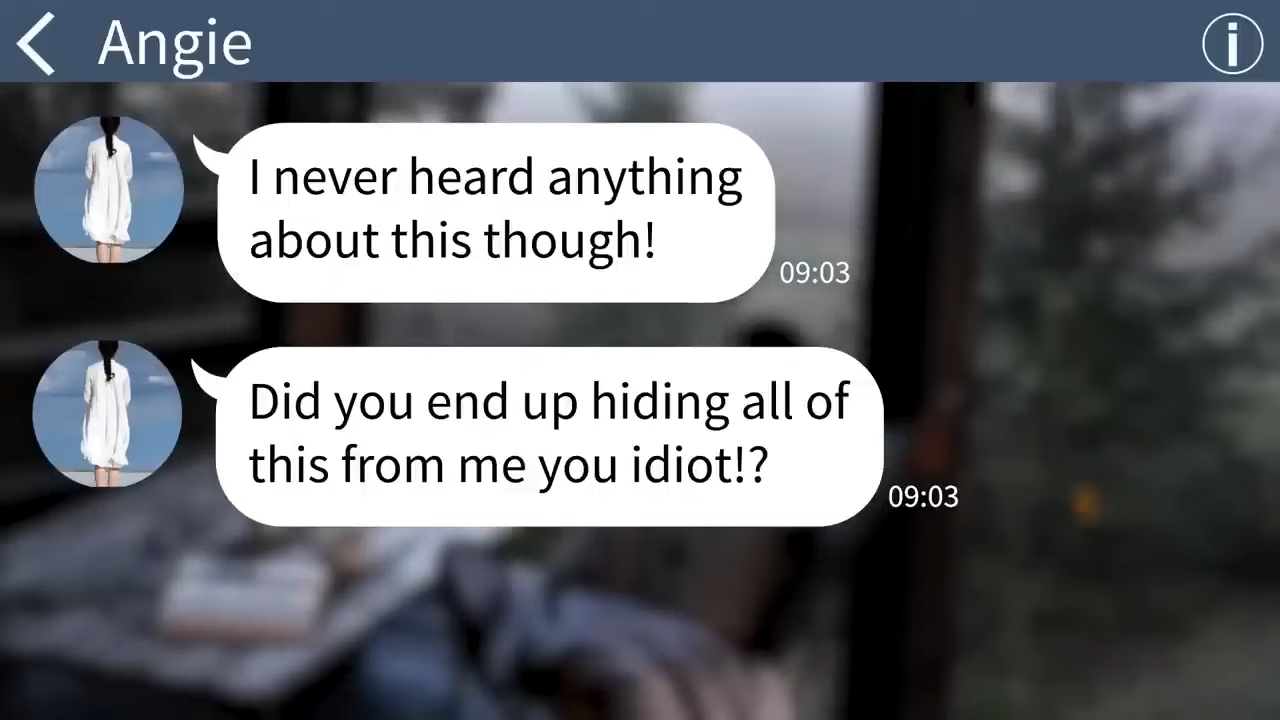 Angie
I never heard anything
about this though!
09:03
Did you end up hiding all of
this from me you idiot!?
09:03